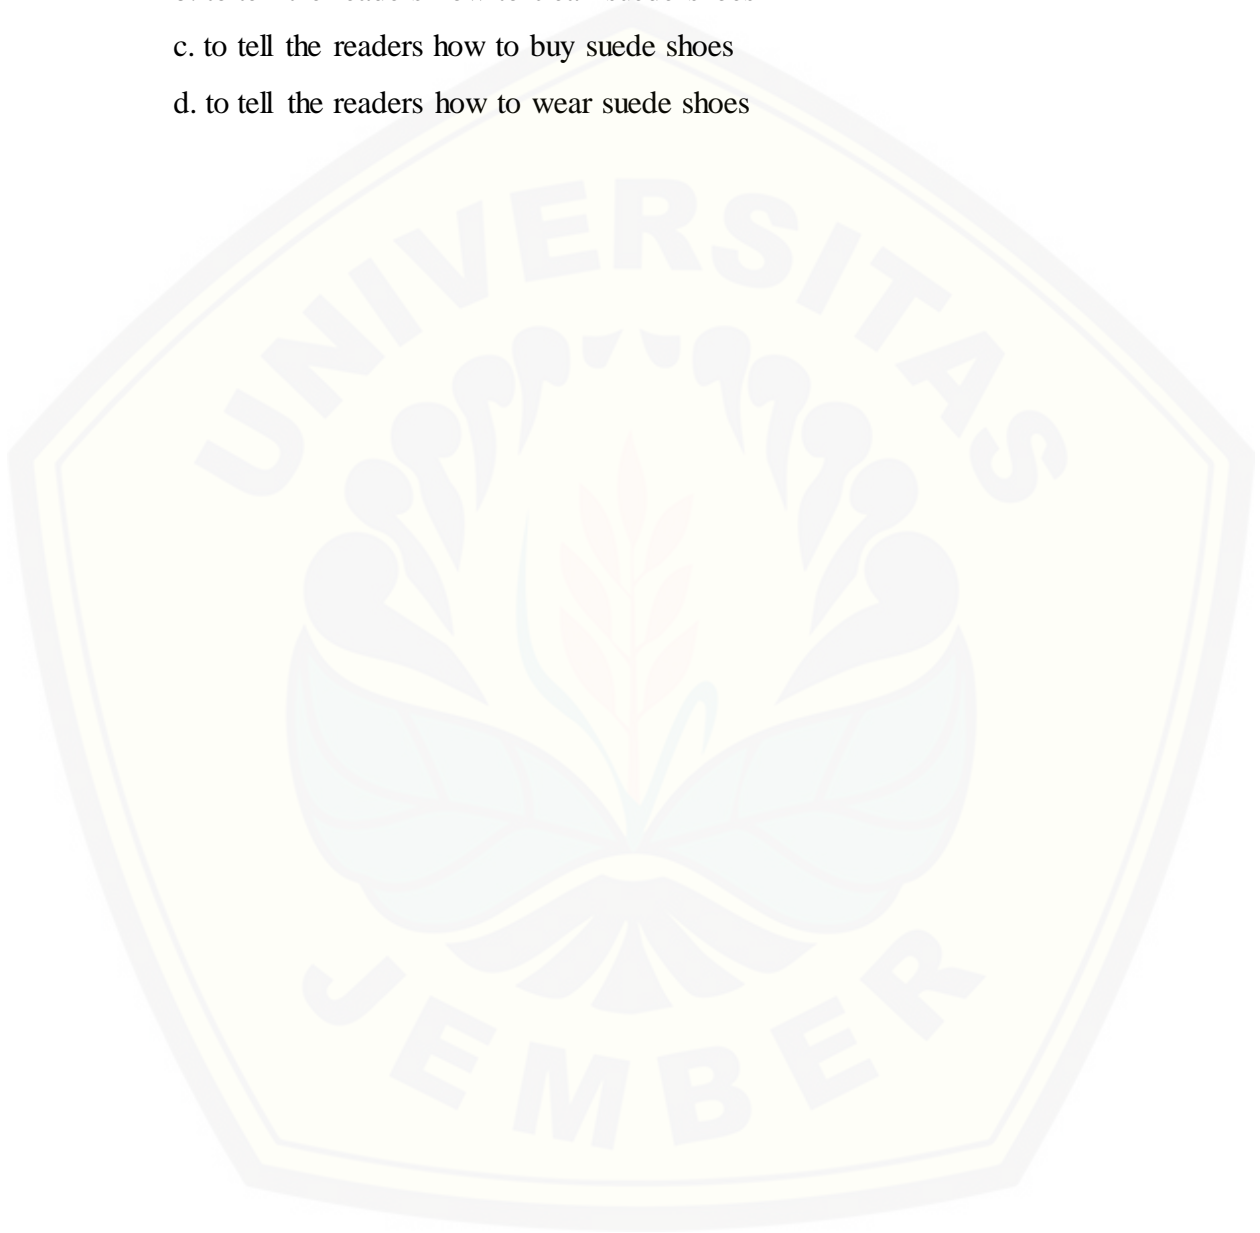 c. to tell the readers how to buy suede shoes
d. to tell the readers how to wear suede shoes
UNIVERSITAS
JEMBER